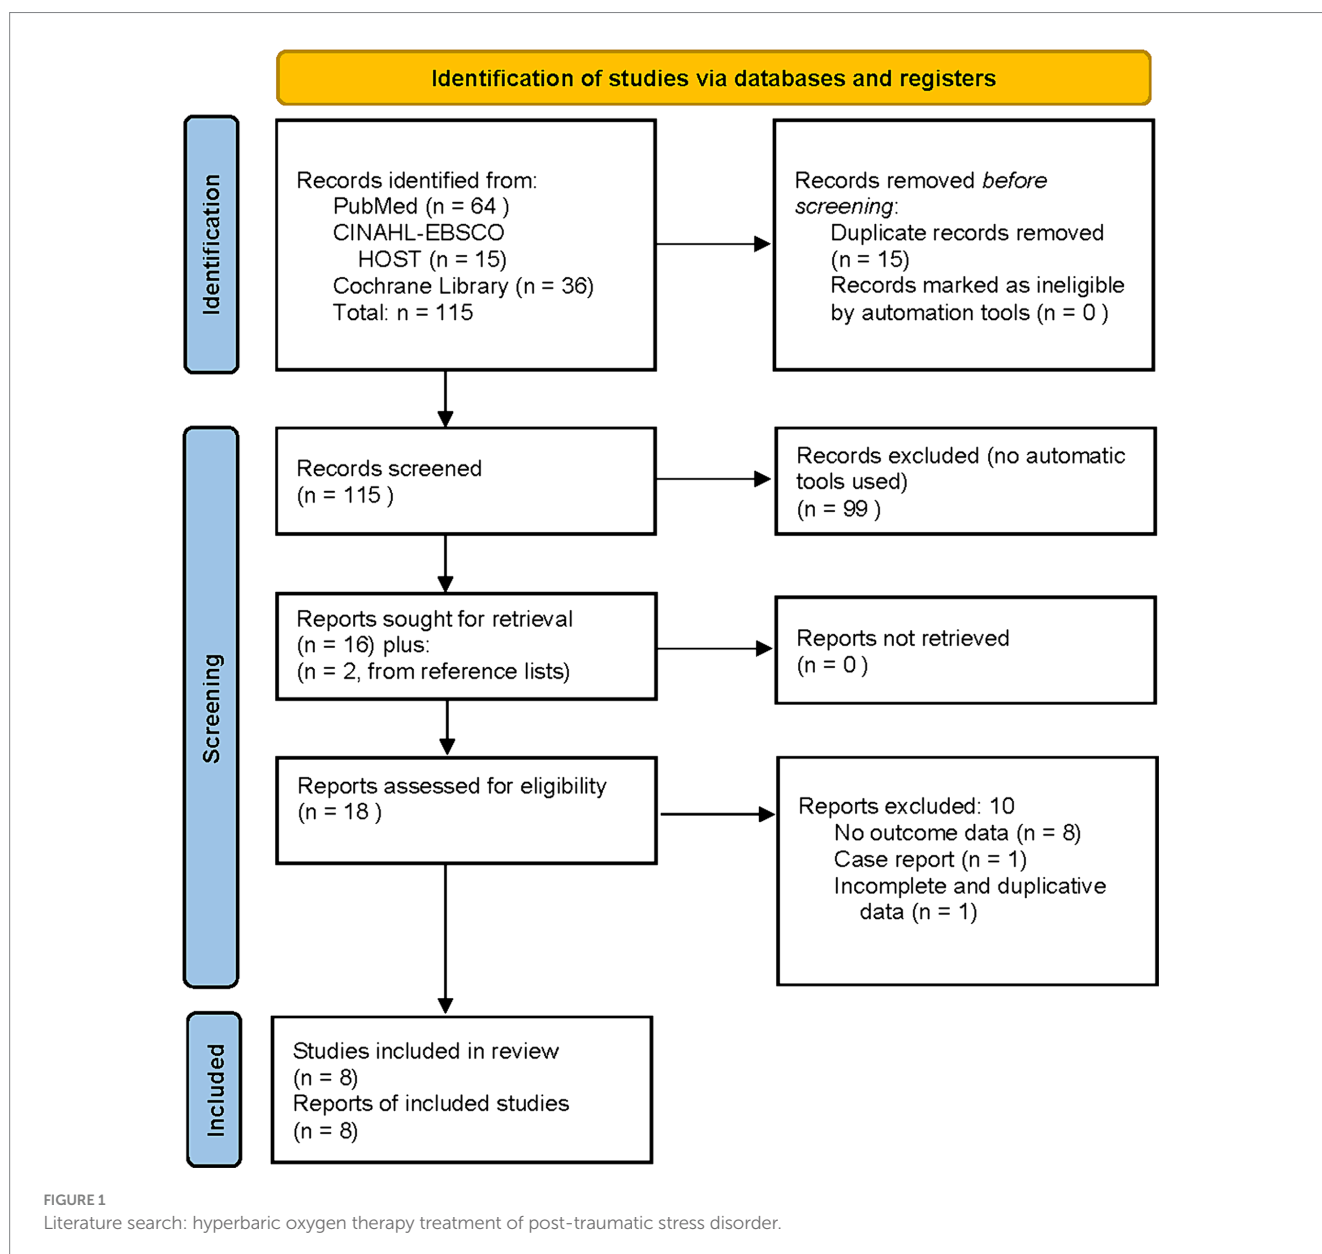 Identification of studies via databases and registers
Identification
Records identified from:
PubMed (n = 64 )
CINAHL-EBSCO
HOST (n = 15)
Cochrane Library (n = 36)
Total: n = 115
Records removed before
screening:
Duplicate records removed
(n = 15)
Records marked as ineligible
by automation tools (n = 0 )
Screening
Records screened
(n = 115 )
Records excluded (no automatic
tools used)
(n = 99 )
Reports sought for retrieval
(n = 16) plus:
(n = 2, from reference lists)
Reports not retrieved
(n = 0 )
Reports assessed for eligibility
(n = 18 )
Reports excluded: 10
No outcome data (n = 8)
Case report (n = 1)
Incomplete and duplicative
data (n = 1)
Included
Studies included in review
(n = 8)
Reports of included studies
(n = 8)
FIGURE 1
Literature search: hyperbaric oxygen therapy treatment of post-traumatic stress disorder.